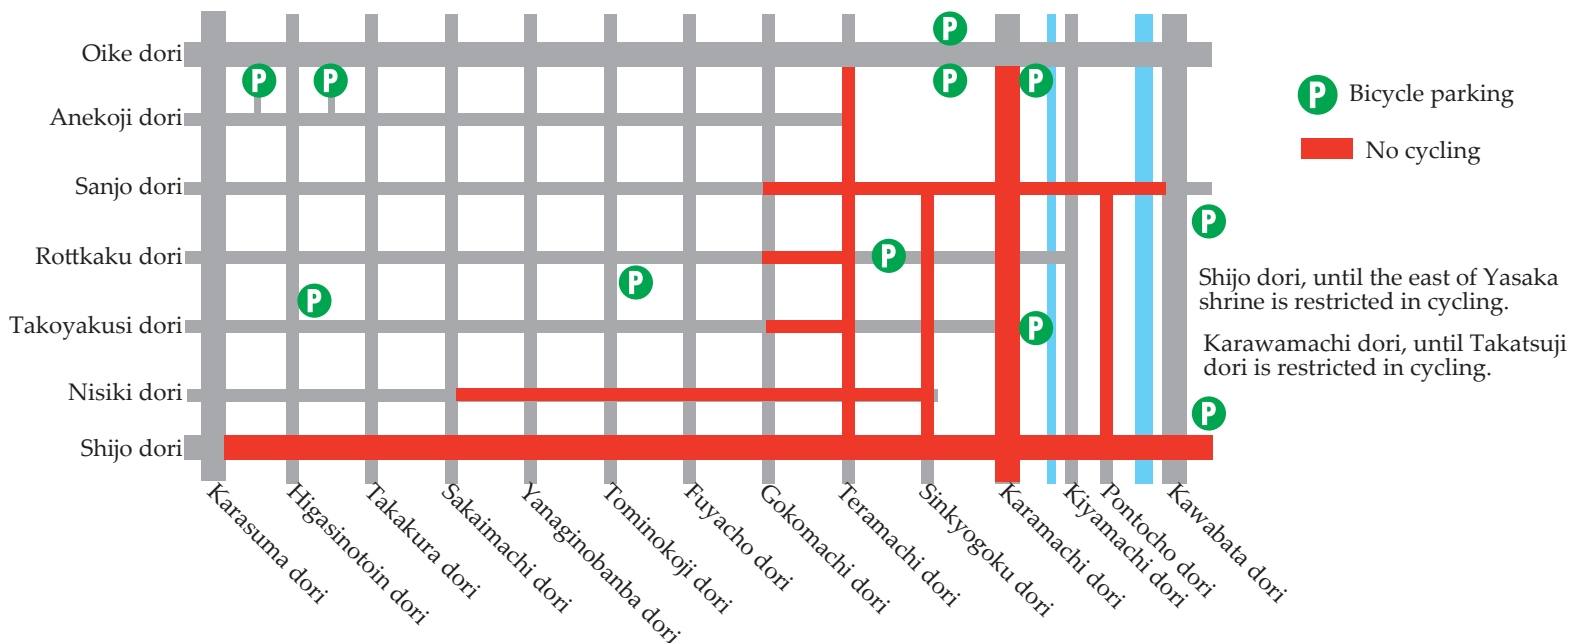 Oike dori
P
P
P
P
P
Anekoji dori
Sanjo dori
P
Rottkaku dori
P
P
P
Takoyakusi dori
P
Nisiki dori
P
Shijo dori
Karasuma dori
Higasinotoin dori
Takakura dori
Sakaimachi dori
Yanaginobanba dori
Tominokoji dori
Fuyacho dori
Gokomachi dori
Teramachi dori
Sinkyogoku dori
Karamachi dori
Kiyamachi dori
Pontocho dori
Kawabata dori
P Bicycle parking
No cycling
Shijo dori, until the east of Yasaka
shrine is restricted in cycling.
Karawamachi dori, until Takatsuji
dori is restricted in cycling.